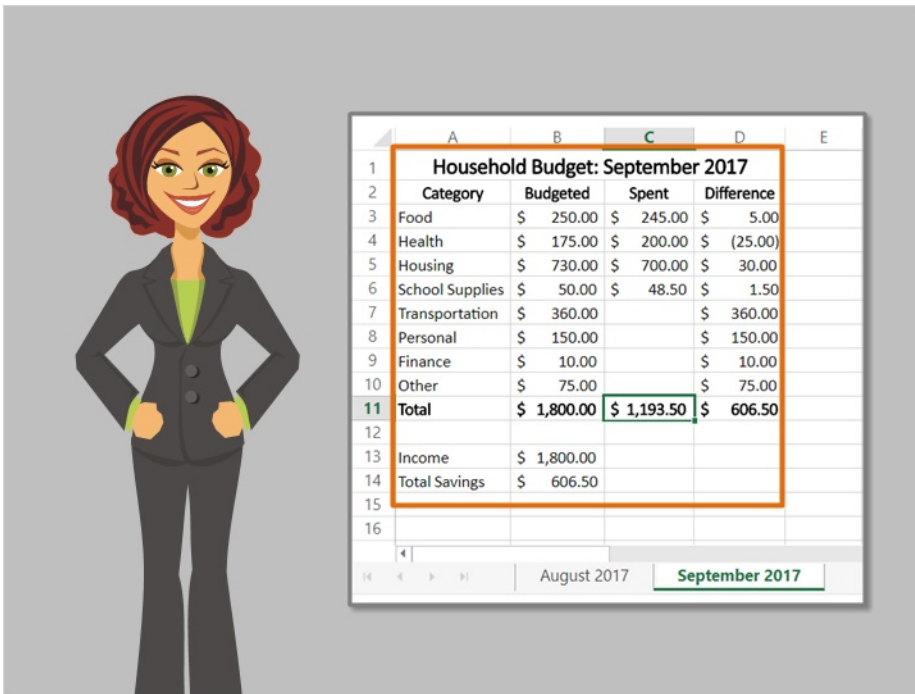 A B C D E
1 Household Budget: September 2017
2 Category Budgeted Spent Difference
3 Food $ 250.00 $ 245.00 $ 5.00
4 Health $ 175.00 $ 200.00 $ (25.00)
5 Housing $ 730.00 $ 700.00 $ 30.00
6 School Supplies $ 50.00 $ 48.50 $ 1.50
7 Transportation $ 360.00 $ 360.00
8 Personal $ 150.00 $ 150.00
9 Finance $ 10.00 $ 10.00
10 Other $ 75.00 $ 75.00
11 Total $ 1,800.00 $ 1,193.50 $ 606.50
12
13 Income $ 1,800.00
14 Total Savings $ 606.50
15
16
August 2017 September 2017